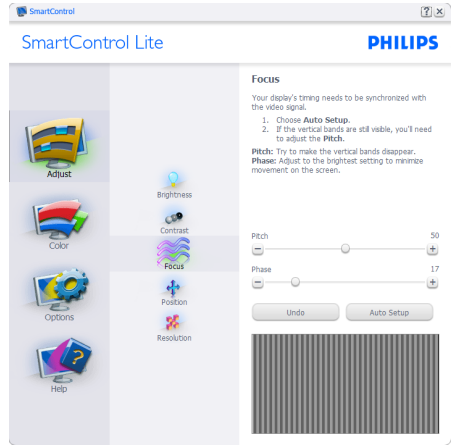 SmartControl
SmartControl Lite
PHILIPS
Adjust
Color
Options
Help
Brightness
Contrast
Focus
Position
Resolution
Focus
Your display's timing needs to be synchronized with
the video signal.
1. Choose Auto Setup.
2. If the vertical bands are still visible, you'll need
to adjust the Pitch.
Pitch: Try to make the vertical bands disappear.
Phase: Adjust to the brightest setting to minimize
movement on the screen.
Pitch 50
Phase 17
Undo Auto Setup